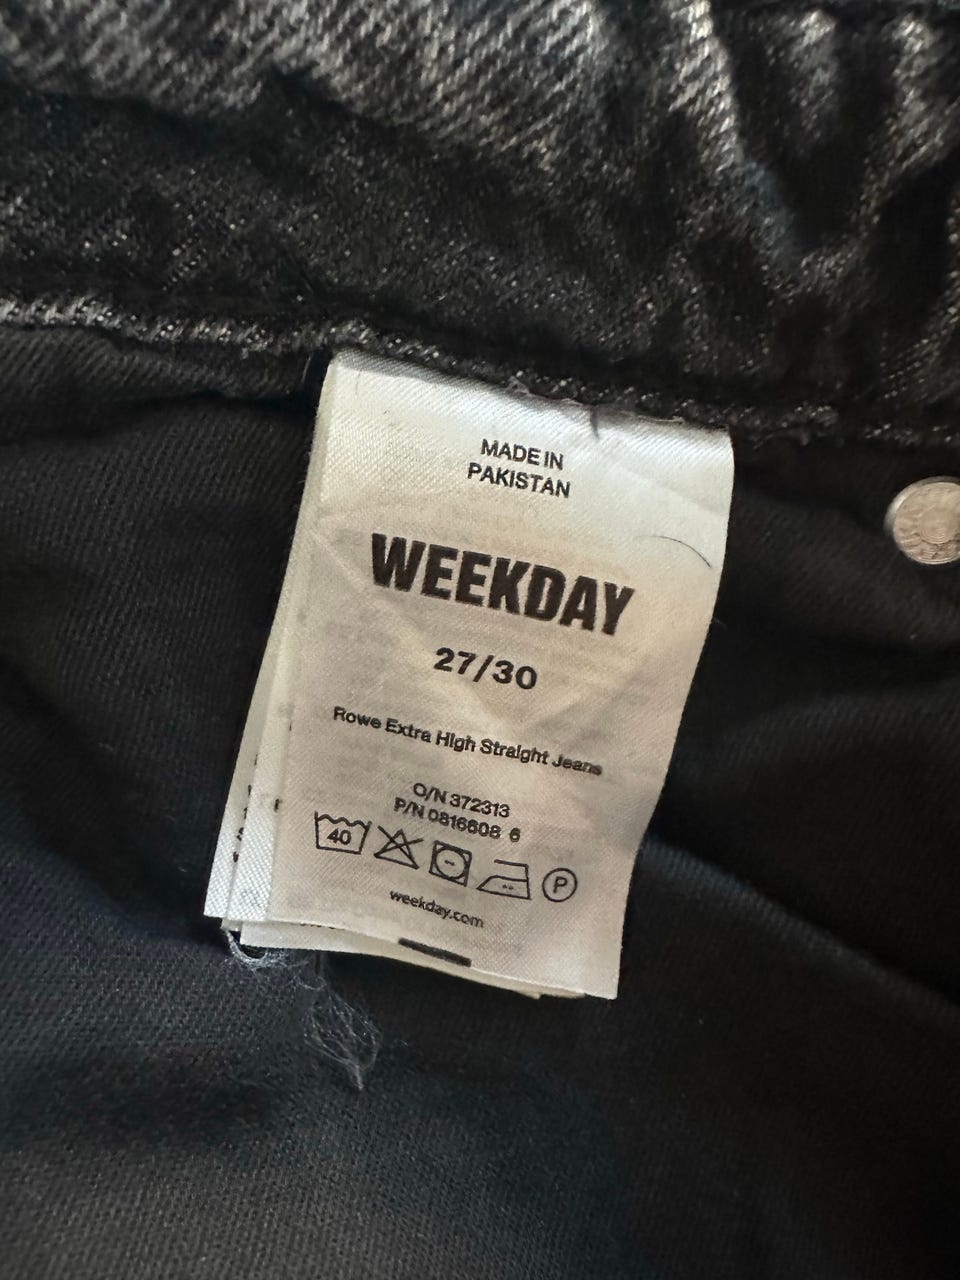 MADE IN
PAKISTAN
WEEKDAY
27/30
Rowe Extra High Straight Jeans
O/N 372313
P/N 0816608 6
40
P
weekday.com